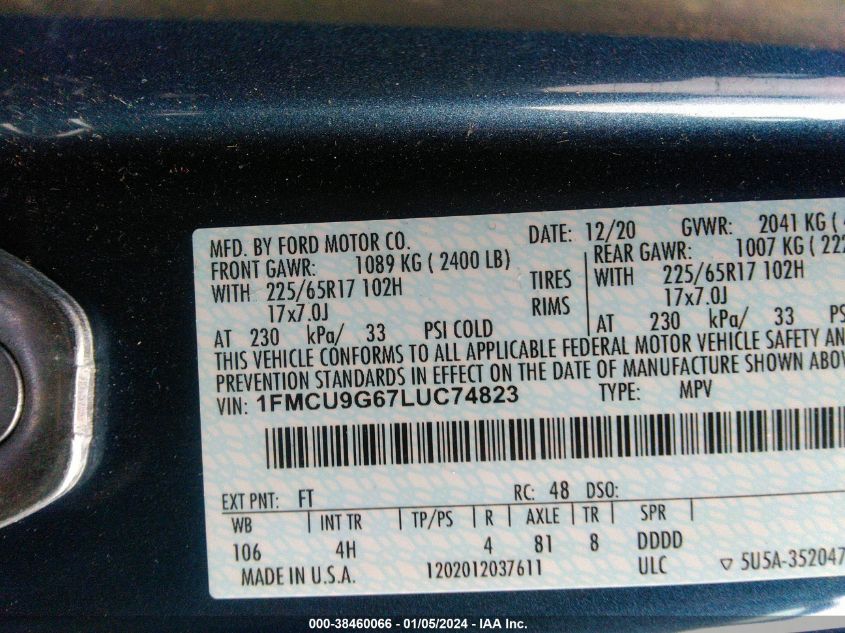 MFD. BY FORD MOTOR CO. DATE: 12/20 GVWR: 2041 KG (
FRONT GAWR: 1089 KG ( 2400 LB) REAR GAWR: 1007 KG ( 222
WITH 225/65R17 102H TIRES WITH 225/65R17 102H
17x7.0J RIMS 17x7.0J
AT 230 kPa/ 33 PSI COLD AT 230 kPa/ 33 PS
THIS VEHICLE CONFORMS TO ALL APPLICABLE FEDERAL MOTOR VEHICLE SAFETY AN
PREVENTION STANDARDS IN EFFECT ON THE DATE OF MANUFACTURE SHOWN ABOV
VIN: 1FMCU9G67LUC74823 TYPE: MPV
EXT PNT: FT RC: 48 DSO:
WB | INT TR | TP/PS | R | AXLE | TR | SPR |
106 4H 4 81 8 DDDD
MADE IN U.S.A. 1202012037611 ULC ▽ 5U5A-352047
000-38460066 - 01/05/2024 - IAA Inc.